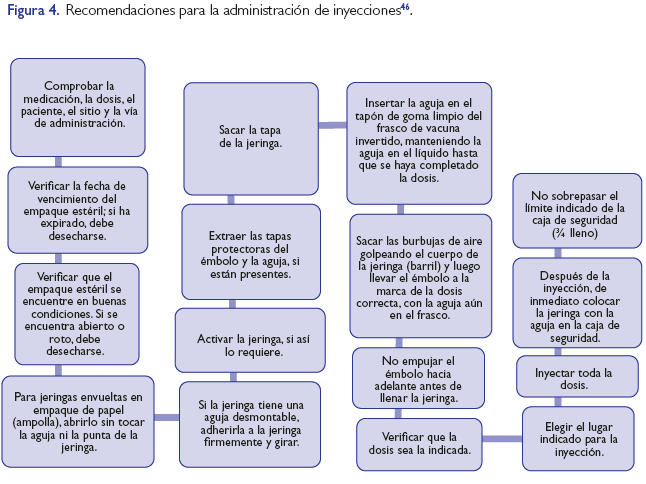 Figura 4. Recomendaciones para la administración de inyecciones46.
Comprobar la
medicación, la dosis, el
paciente, el sitio y la vía
de administración.
Verificar la fecha de
vencimiento del
empaque estéril; si ha
expirado, debe
desecharse.
Verificar que el
empaque estéril se
encuentre en buenas
condiciones. Si se
encuentra abierto o
roto, debe
desecharse.
Para jeringas envueltas en
empaque de papel
(ampolla), abrirlo sin tocar
la aguja ni la punta de la
jeringa.
Si la jeringa tiene una
aguja desmontable,
adherirla a la jeringa
firmemente y girar.
Activar la jeringa, si así
lo requiere.
Extraer las tapas
protectoras del
émbolo y la aguja, si
están presentes.
Sacar la tapa
de la jeringa.
Insertar la aguja en el
tapón de goma limpio del
frasco de vacuna
invertido, manteniendo la
aguja en el líquido hasta
que se haya completado
la dosis.
Sacar las burbujas de aire
golpeando el cuerpo de
la jeringa (barril) y luego
llevar el émbolo a la
marca de la dosis
correcta, con la aguja aún
en el frasco.
No empujar el
émbolo hacia
adelante antes de
llenar la jeringa.
Verificar que la
dosis sea la indicada.
Elegir el lugar
indicado para la
inyección.
Inyectar toda la
dosis.
Después de la
inyección, de
inmediato colocar
la jeringa con la
aguja en la caja de
seguridad.
No sobrepasar el
límite indicado de la
caja de seguridad
(¾ lleno)